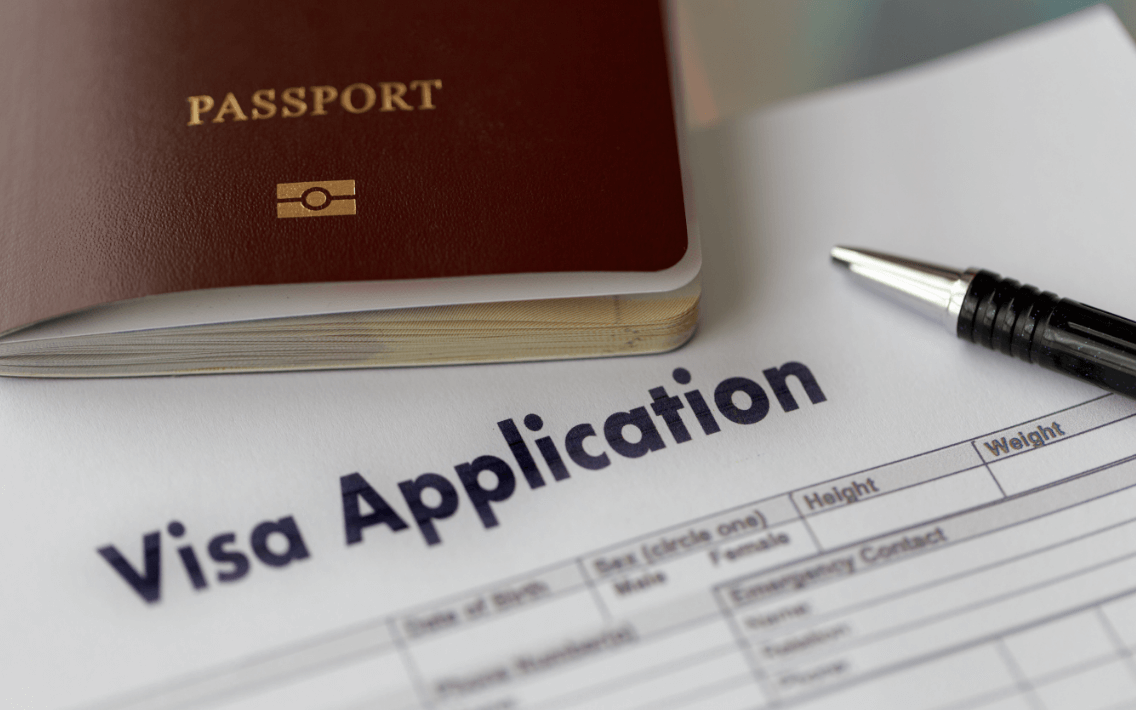 PASSPORT
Visa Application
Weight
Height
Sex (circle one)
Male Female
Date of Birth
Emergency Contact
Name
Relation
Phone
Phone Number(s)